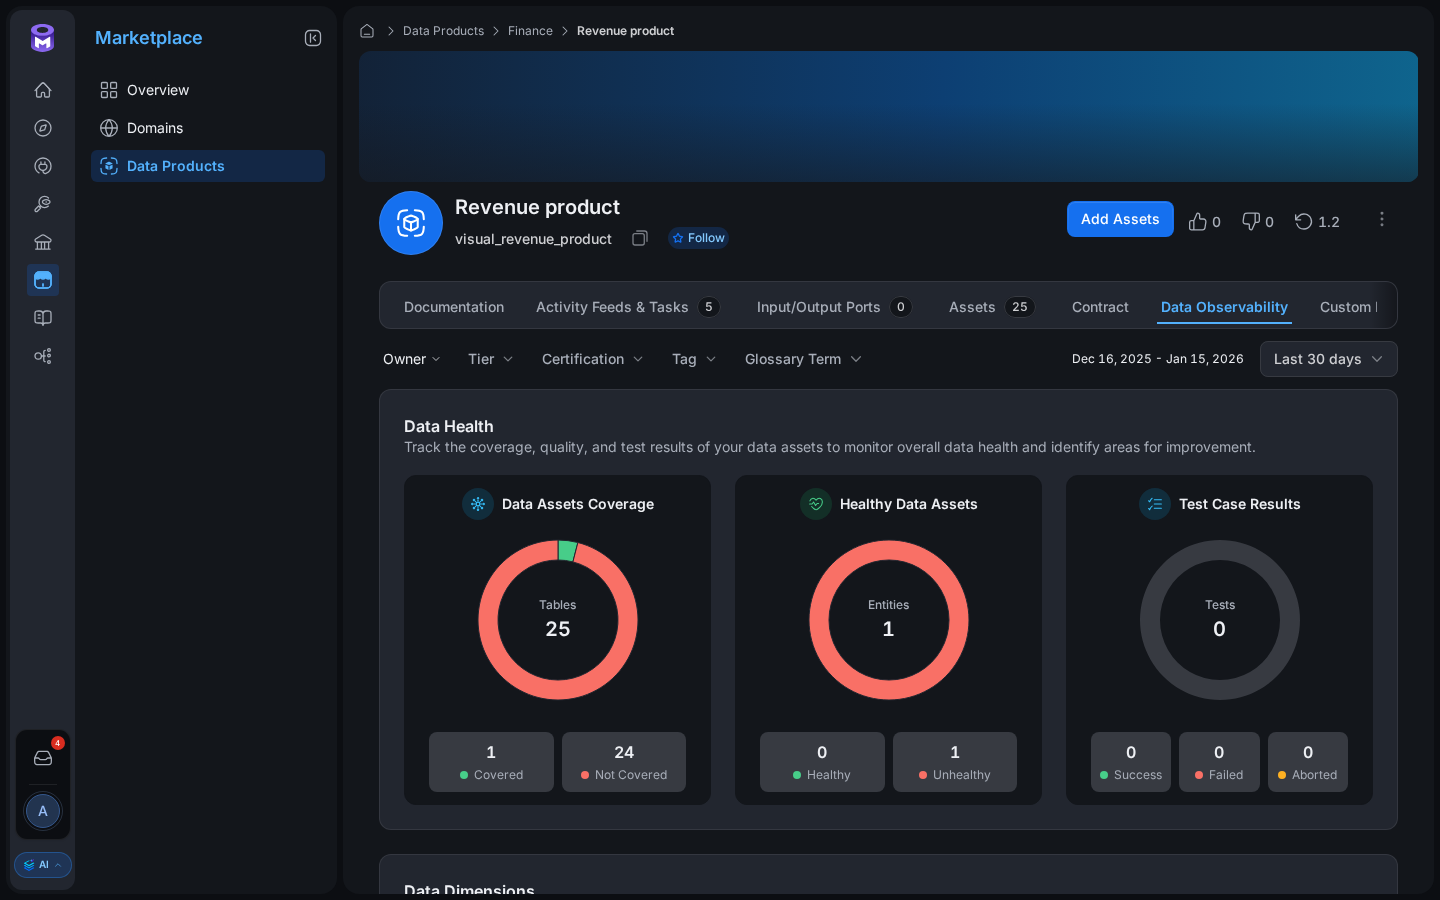 Marketplace
Overview
Domains
Data Products
4
A
AI
Data Products
Finance
Revenue product
Revenue product
visual_revenue_product
Follow
Add Assets
0
0
1.2
Documentation
Activity Feeds & Tasks 5
Input/Output Ports 0
Assets 25
Contract
Data Observability
Custom
Owner
Tier
Certification
Tag
Glossary Term
Dec 16, 2025 - Jan 15, 2026
Last 30 days
Data Health
Track the coverage, quality, and test results of your data assets to monitor overall data health and identify areas for improvement.
Data Assets Coverage
Tables
25
1
Covered
24
Not Covered
Healthy Data Assets
Entities
1
0
Healthy
1
Unhealthy
Test Case Results
Tests
0
0
Success
0
Failed
0
Aborted
Data Dimensions